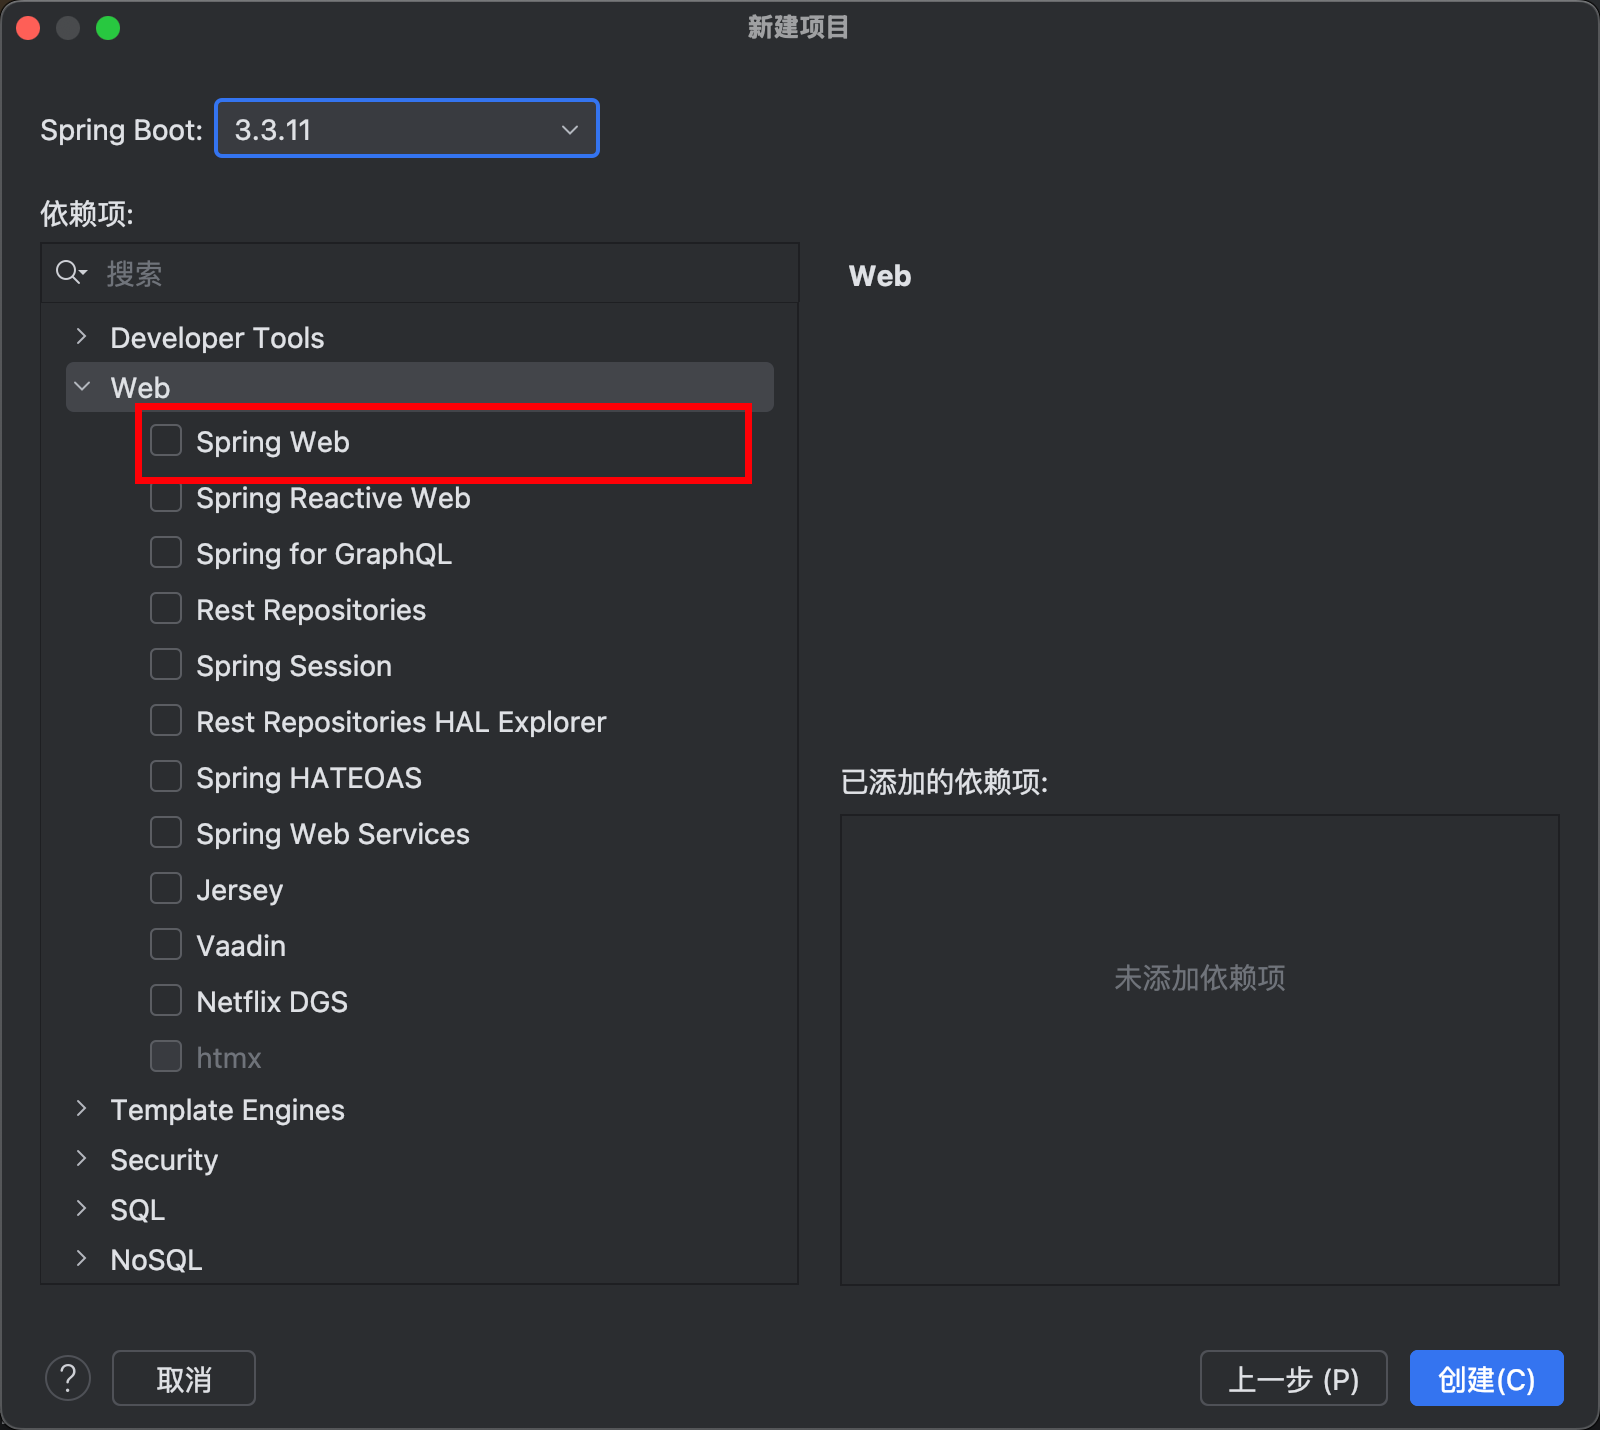 新建项目
Spring Boot: 3.3.11
依赖项:
搜索
Developer Tools
Web
Spring Web
Spring Reactive Web
Spring for GraphQL
Rest Repositories
Spring Session
Rest Repositories HAL Explorer
Spring HATEOAS
Spring Web Services
Jersey
Vaadin
Netflix DGS
htmx
Template Engines
Security
SQL
NoSQL
Web
已添加的依赖项:
未添加依赖项
?
取消
上一步 (P)
创建(C)